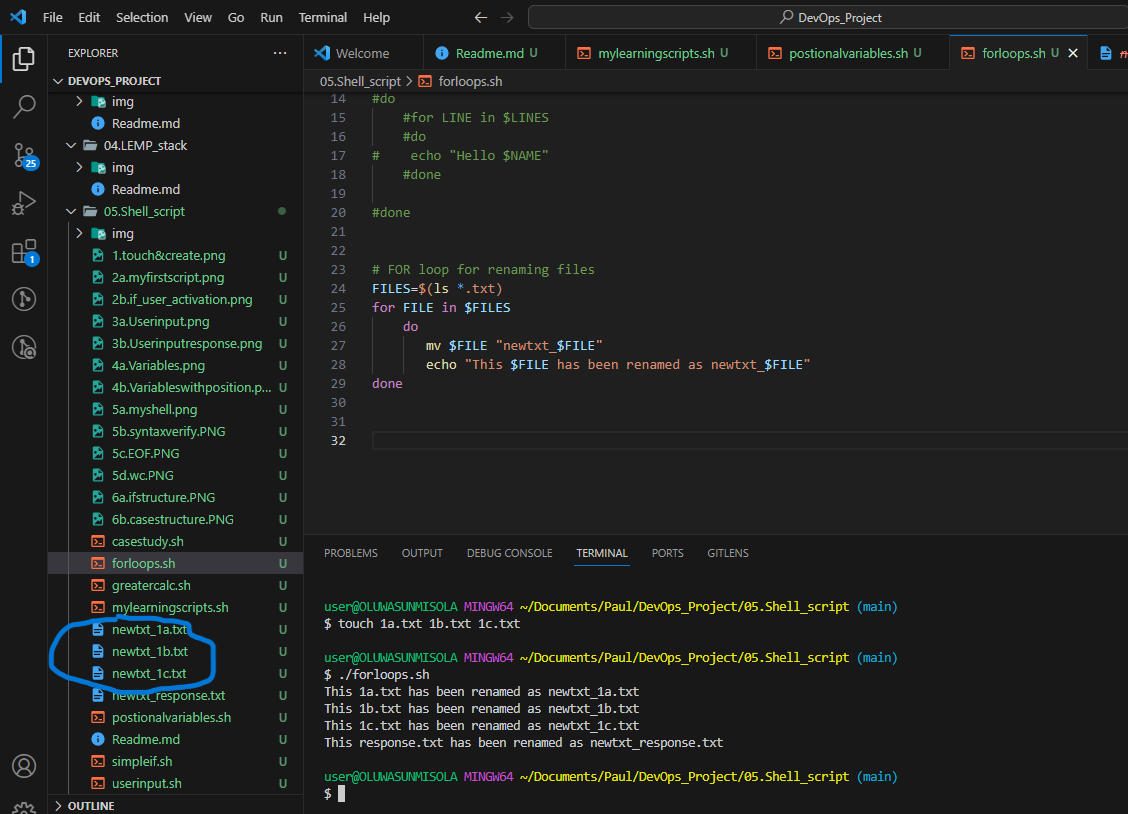 File Edit Selection View Go Run Terminal Help
DevOps_Project
EXPLORER
DEVOPS_PROJECT
img
Readme.md
04.LEMP_stack
img
Readme.md
05.Shell_script
img
1.touch&create.png U
2a.myfirstscript.png U
2b.if_user_activation.png U
3a.Userinput.png U
3b.Userinputresponse.png U
4a.Variables.png U
4b.Variableswithposition.p... U
5a.myshell.png U
5b.syntaxverify.PNG U
5c.EOF.PNG U
5d.wc.PNG U
6a.ifstructure.PNG U
6b.casestructure.PNG U
casestudy.sh U
forloops.sh U
greatercalc.sh U
mylearningscripts.sh U
newtxt_1a.txt U
newtxt_1b.txt U
newtxt_1c.txt U
newtxt_response.txt U
postionalvariables.sh U
Readme.md U
simpleif.sh U
userinput.sh U
OUTLINE
25
1
Welcome
Readme.md U
mylearningscripts.sh U
postionalvariables.sh U
forloops.sh U
05.Shell_script > forloops.sh
14 #do
15 #for LINE in $LINES
16 #do
17 # echo "Hello $NAME"
18 #done
19
20 #done
21
22
23 # FOR loop for renaming files
24 FILES=$(ls *.txt)
25 for FILE in $FILES
26 do
27 mv $FILE "newtxt_$FILE"
28 echo "This $FILE has been renamed as newtxt_$FILE"
29 done
30
31
32
PROBLEMS OUTPUT DEBUG CONSOLE TERMINAL PORTS GITLENS
user@OLUWASUNMISOLA MINGW64 ~/Documents/Paul/DevOps_Project/05.Shell_script (main)
$ touch 1a.txt 1b.txt 1c.txt
user@OLUWASUNMISOLA MINGW64 ~/Documents/Paul/DevOps_Project/05.Shell_script (main)
$ ./forloops.sh
This 1a.txt has been renamed as newtxt_1a.txt
This 1b.txt has been renamed as newtxt_1b.txt
This 1c.txt has been renamed as newtxt_1c.txt
This response.txt has been renamed as newtxt_response.txt
user@OLUWASUNMISOLA MINGW64 ~/Documents/Paul/DevOps_Project/05.Shell_script (main)
$